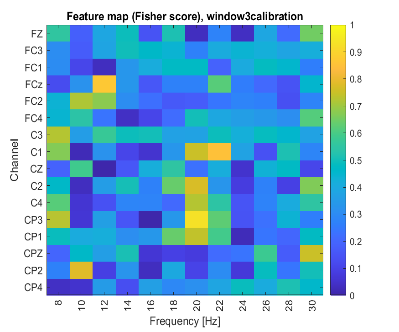 Feature map (Fisher score), window3calibration
FZ
FC3
FC1
FCz
FC2
FC4
C3
C1
CZ
C2
C4
CP3
CP1
CPZ
CP2
CP4
Channel
8 10 12 14 16 18 20 22 24 26 28 30
Frequency [Hz]
1
0.9
0.8
0.7
0.6
0.5
0.4
0.3
0.2
0.1
0